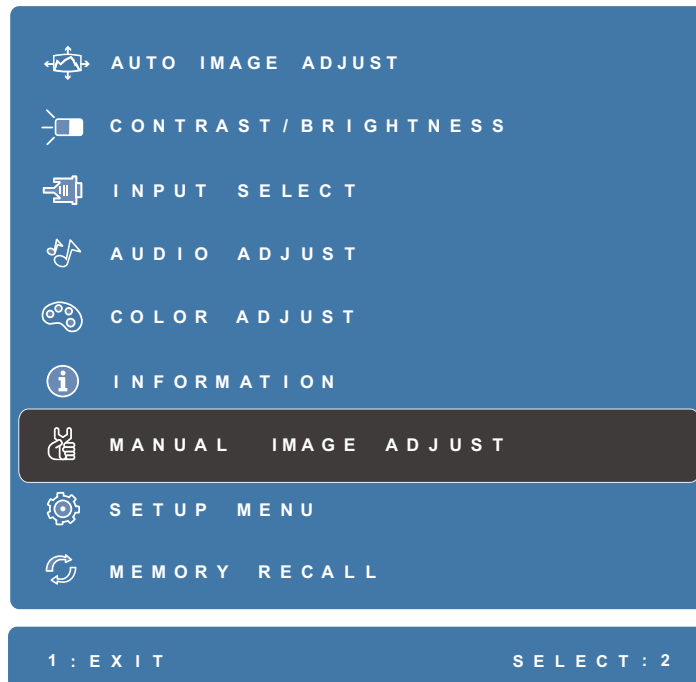 AUTO IMAGE ADJUST
CONTRAST/BRIGHTNESS
INPUT SELECT
AUDIO ADJUST
COLOR ADJUST
INFORMATION
MANUAL IMAGE ADJUST
SETUP MENU
MEMORY RECALL
1:EXIT SELECT:2